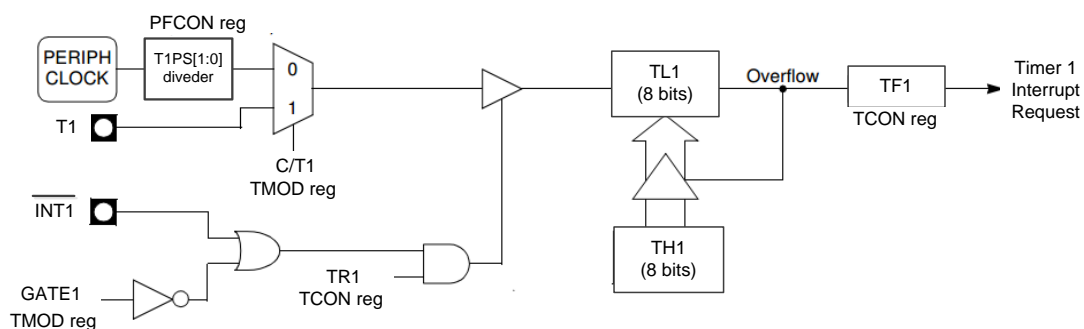 PFCON reg
PERIPH
CLOCK
T1PS[1:0]
diveder
0
1
T1
C/T1
TMOD reg
TL1
(8 bits)
Overflow
TF1
TCON reg
Timer 1
Interrupt
Request
INT1
TR1
TCON reg
TH1
(8 bits)
GATE1
TMOD reg